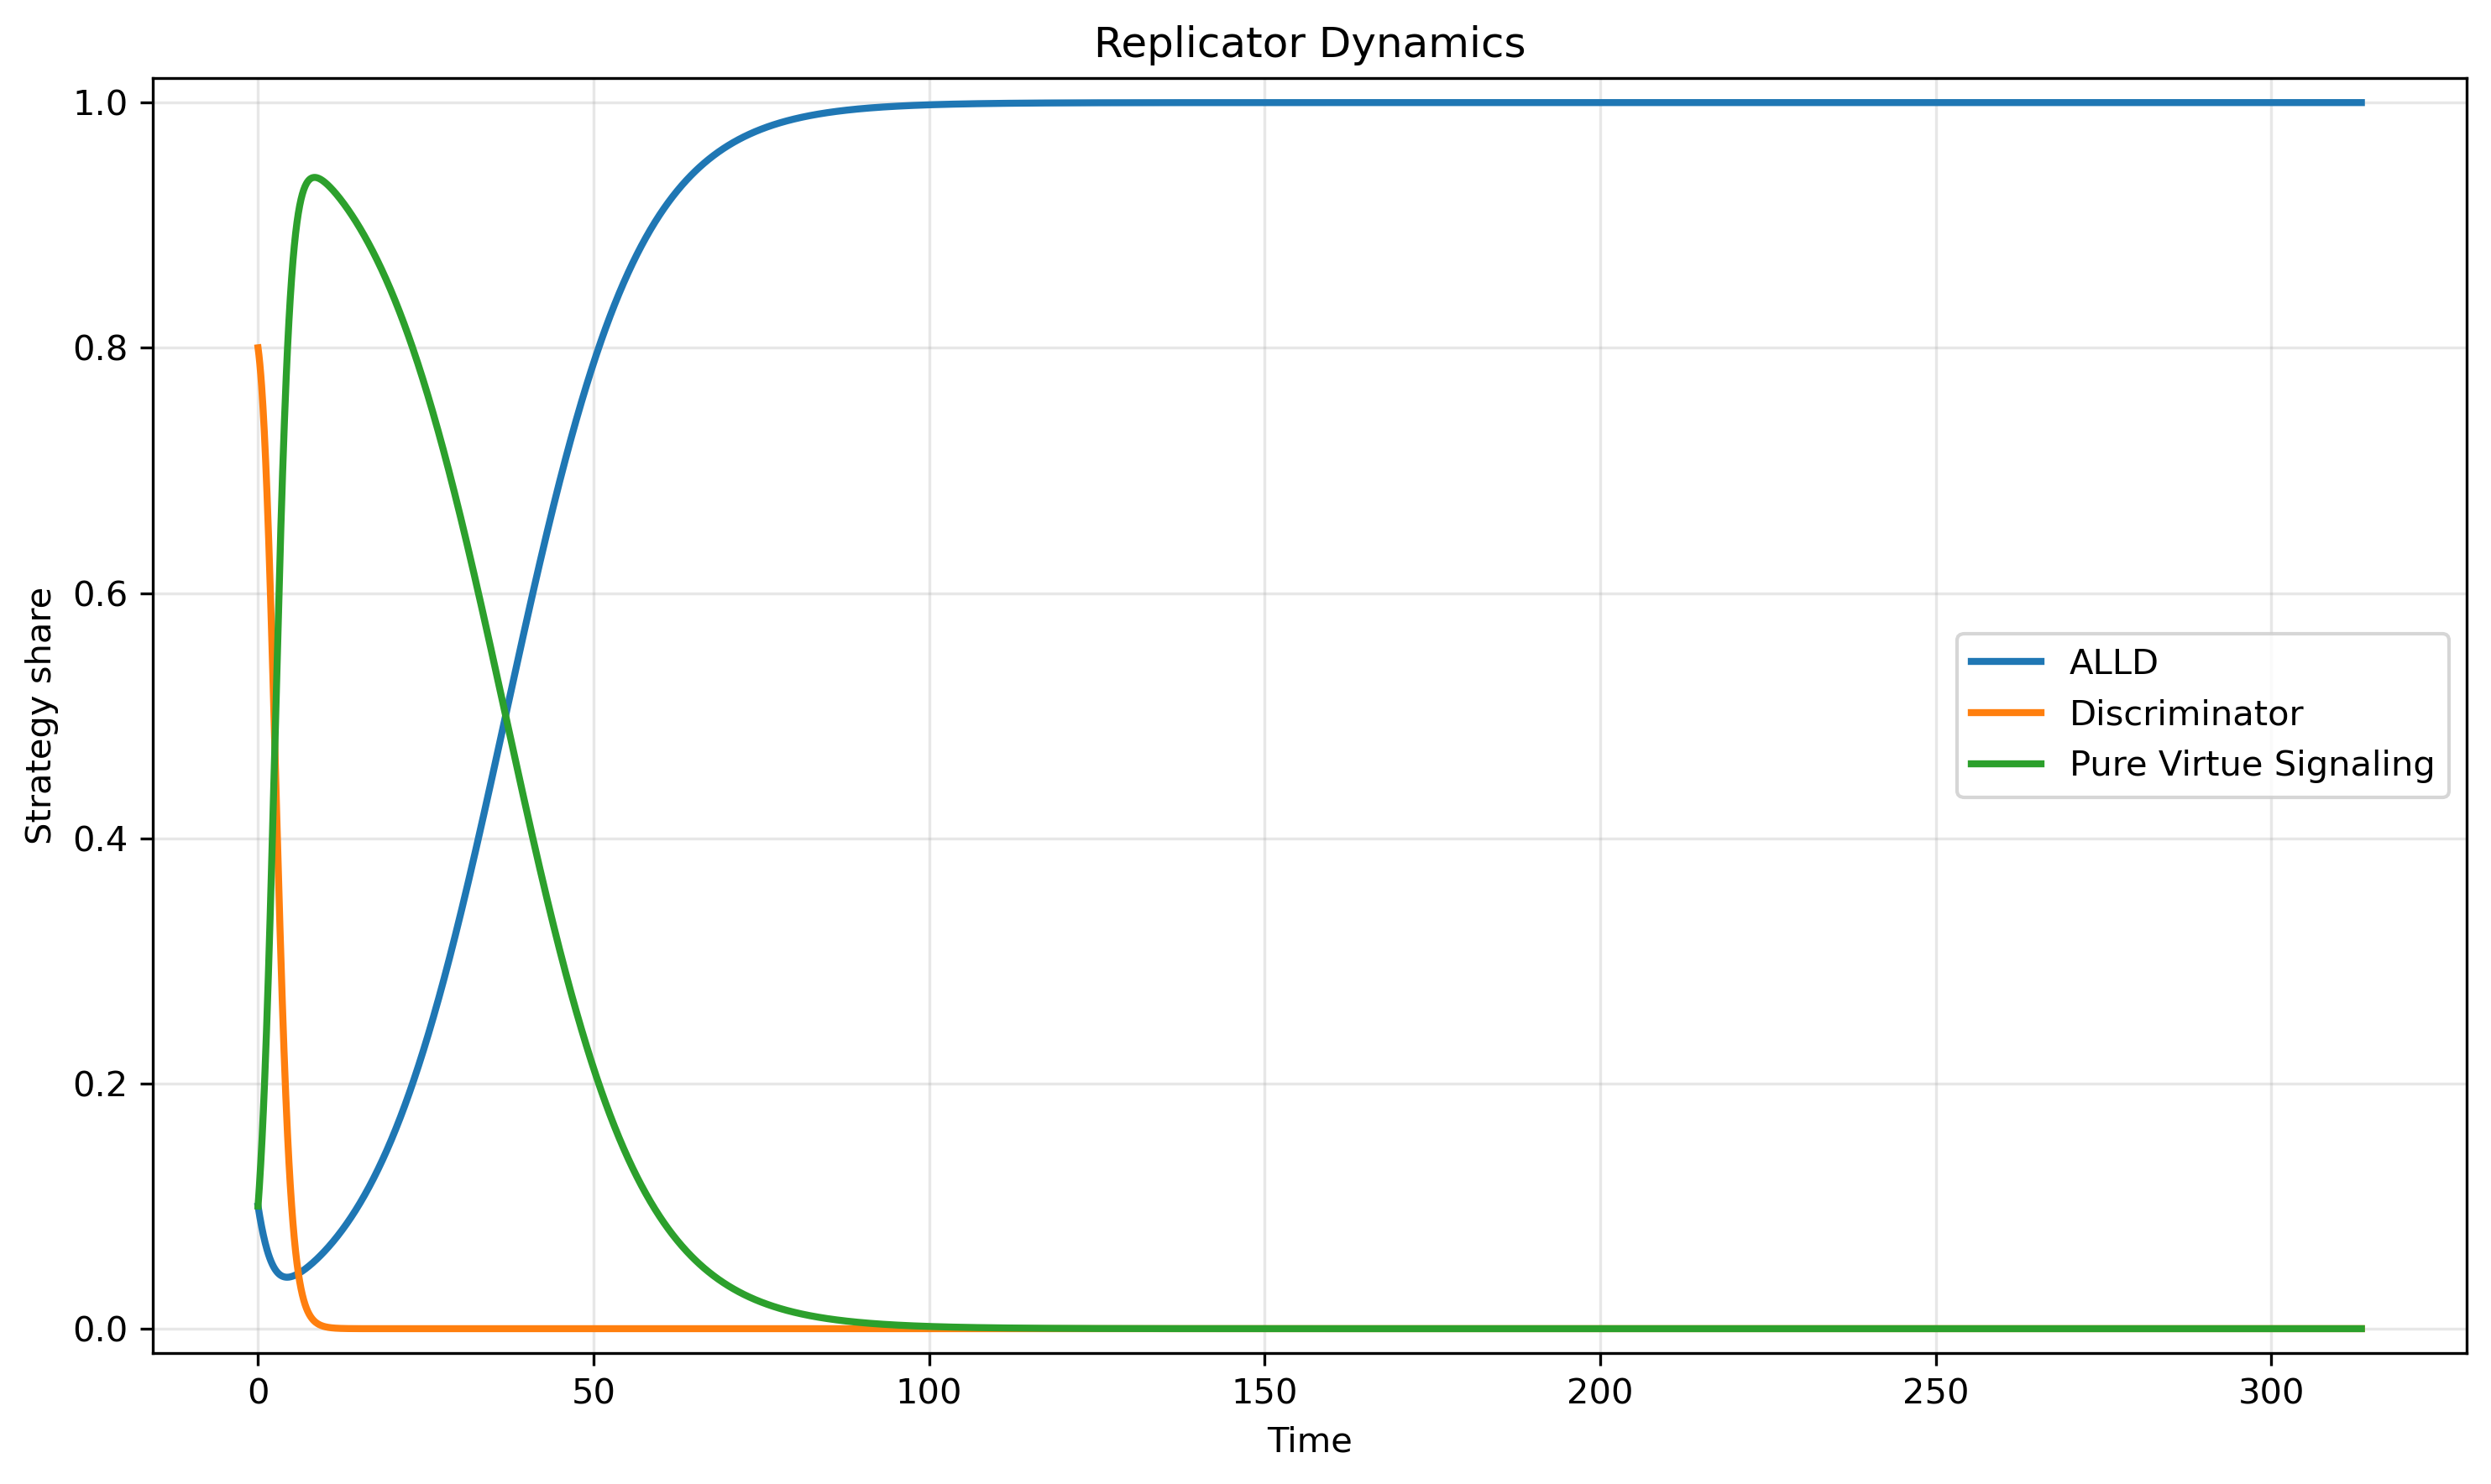 Replicator Dynamics
1.0
0.8
0.6
0.4
0.2
0.0
Strategy share
ALLD
Discriminator
Pure Virtue Signaling
0 50 100 150 200 250 300
Time